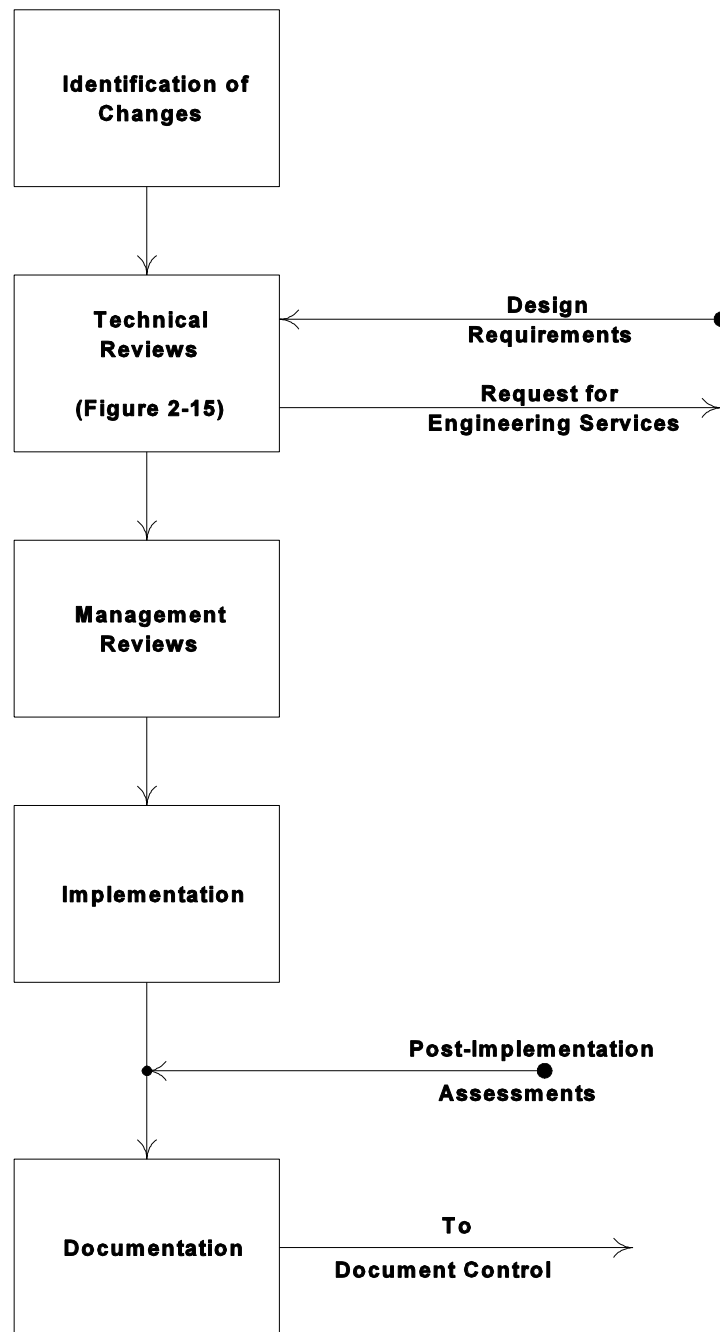 Identification of
Changes
Technical
Reviews
(Figure 2-15)
Design
Requirements
Request for
Engineering Services
Management
Reviews
Implementation
Post-Implementation
Assessments
Documentation
To
Document Control